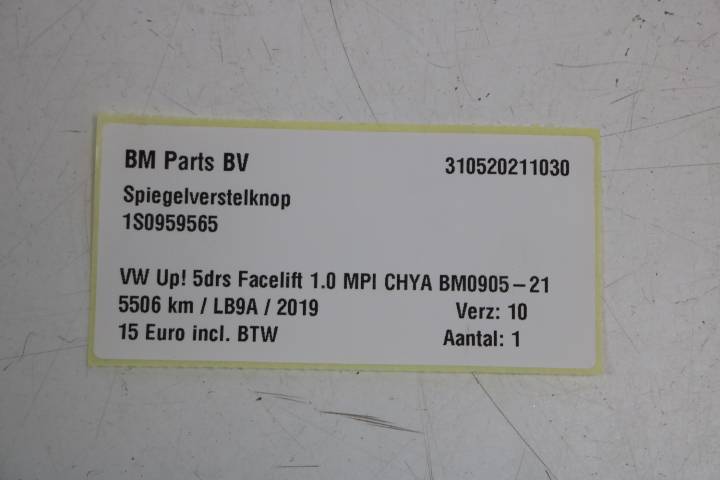 BM Parts BV 310520211030
Spiegelverstelknop
1S0959565
VW Up! 5drs Facelift 1.0 MPI CHYA BM0905-21
5506 km / LB9A / 2019 Verz: 10
15 Euro incl. BTW Aantal: 1